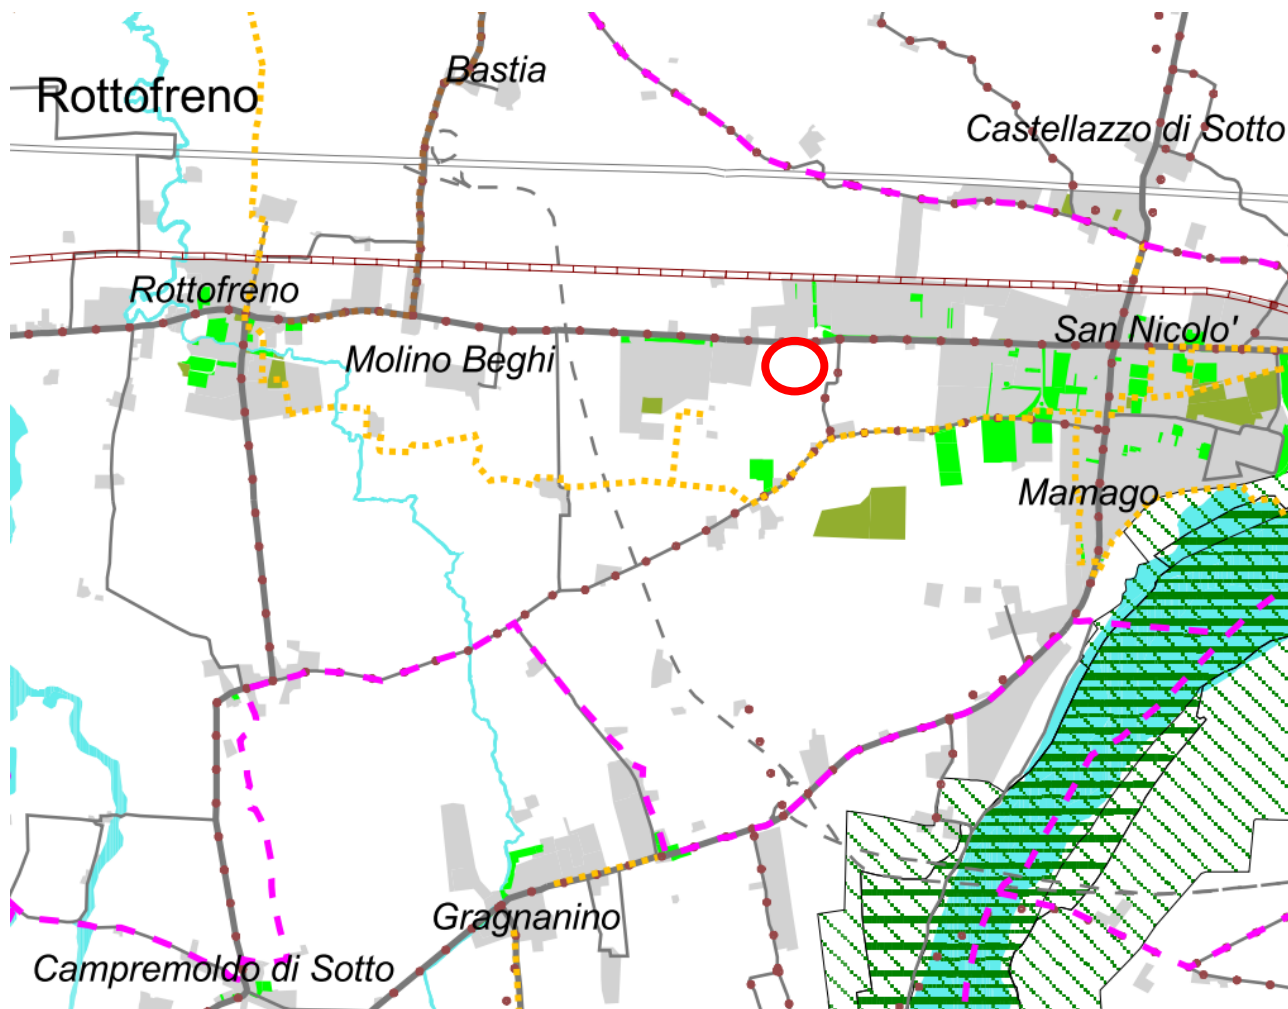 Bastia
Rottofreno
Castellazzo di Sotto
Rottofreno
San Nicolo'
Molino Beghi
Mamago
Gragnanino
Campremoldo di Sotto